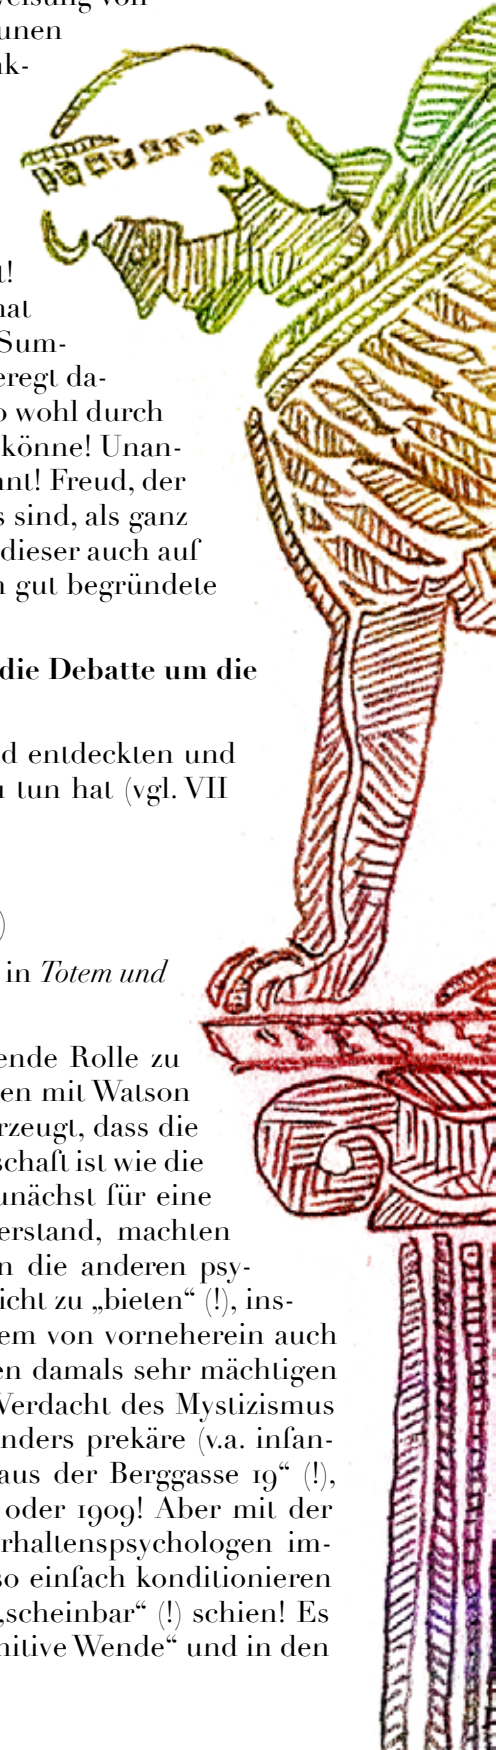 weisung von
unen
nk-
t!
hat
Sum-
eregt da-
o wohl durch
könne! Unan-
nnt! Freud, der
s sind, als ganz
dieser auch auf
n gut begründete
die Debatte um die
d entdeckten und
u tun hat (vgl. VII
)
in Totem und
ende Rolle zu
en mit Watson
rzeugt, dass die
schaft ist wie die
unächst für eine
erstand, machten
n die anderen psy-
icht zu „bieten“ (!), ins-
em von vorneherein auch
en damals sehr mächtigen
Verdacht des Mystizismus
nders prekäre (v.a. infan-
aus der Berggasse 19“ (!),
oder 1909! Aber mit der
rhaltenspsychologen im-
so einfach konditionieren
„scheinbar“ (!) schien! Es
nitive Wende“ und in den